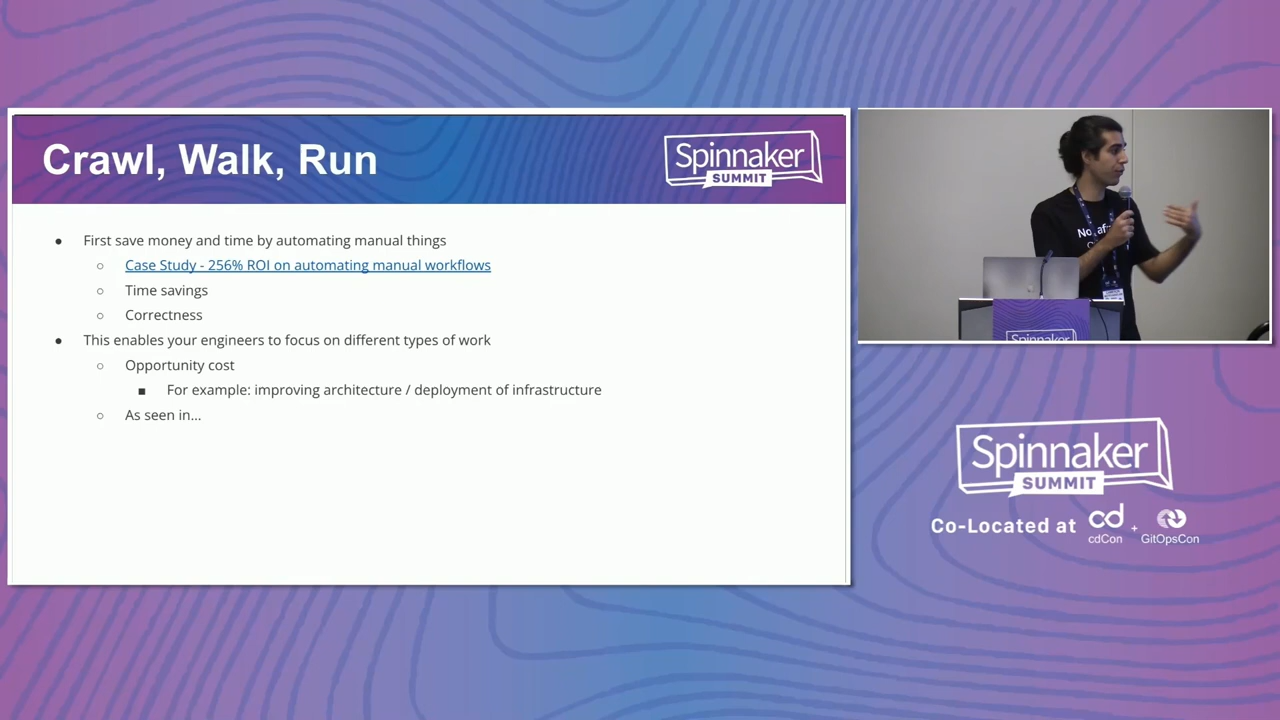 Crawl, Walk, Run
Spinnaker
SUMMIT
First save money and time by automating manual things
Case Study - 256% ROI on automating manual workflows
Time savings
Correctness
This enables your engineers to focus on different types of work
Opportunity cost
For example: improving architecture / deployment of infrastructure
As seen in...
Spinnaker
Spinnaker
SUMMIT
Co-Located at cd + 
cdCon GitOpsCon